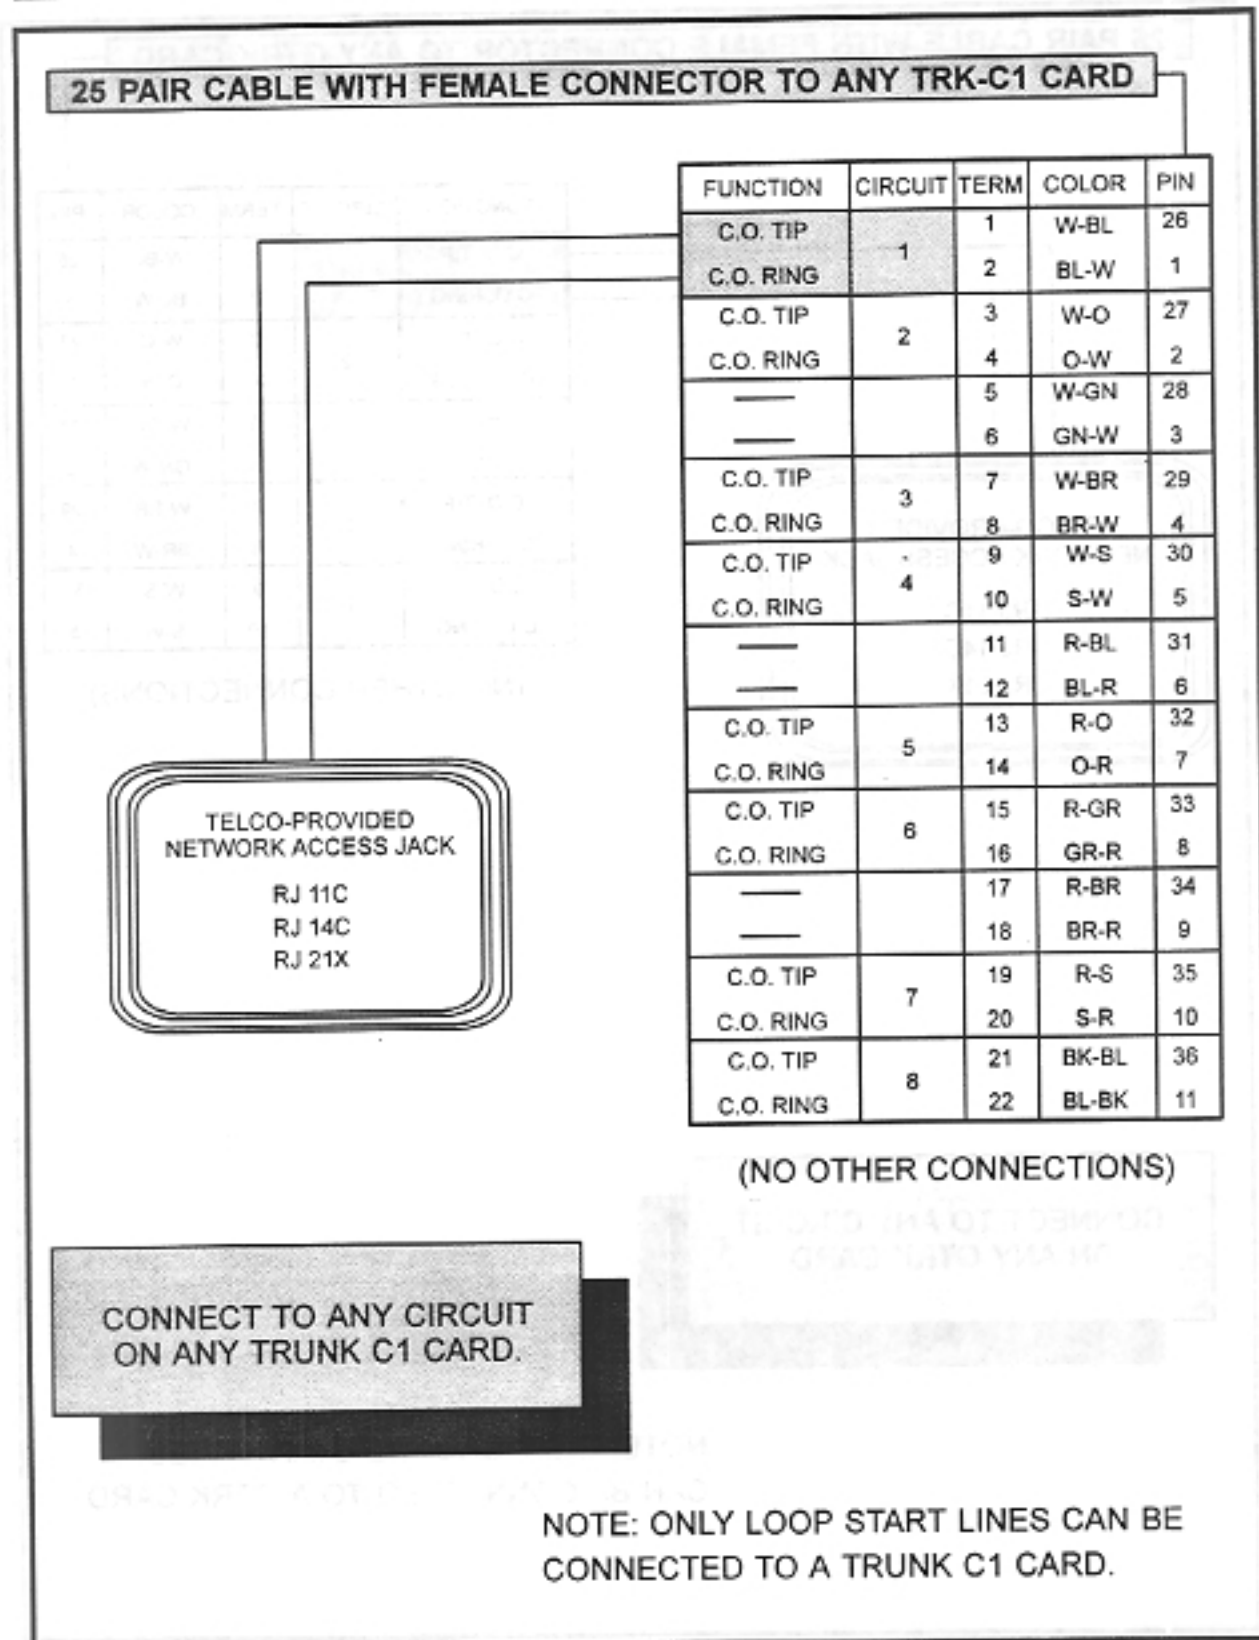 25 PAIR CABLE WITH FEMALE CONNECTOR TO ANY TRK-C1 CARD
FUNCTION CIRCUIT TERM COLOR PIN
C.O. TIP 1 W-BL 26
1
C.O. RING 2 BL-W 1
C.O. TIP 3 W-O 27
2
C.O. RING 4 O-W 2
— 5 W-GN 28
— 6 GN-W 3
C.O. TIP 7 W-BR 29
3
C.O. RING 8 BR-W 4
C.O. TIP 9 W-S 30
4
C.O. RING 10 S-W 5
— 11 R-BL 31
— 12 BL-R 6
C.O. TIP 13 R-O 32
5
C.O. RING 14 O-R 7
C.O. TIP 15 R-GR 33
6
C.O. RING 16 GR-R 8
— 17 R-BR 34
— 18 BR-R 9
C.O. TIP 19 R-S 35
7
C.O. RING 20 S-R 10
C.O. TIP 21 BK-BL 36
8
C.O. RING 22 BL-BK 11
(NO OTHER CONNECTIONS)
TELCO-PROVIDED
NETWORK ACCESS JACK
RJ 11C
RJ 14C
RJ 21X
CONNECT TO ANY CIRCUIT
ON ANY TRUNK C1 CARD.
NOTE: ONLY LOOP START LINES CAN BE
CONNECTED TO A TRUNK C1 CARD.